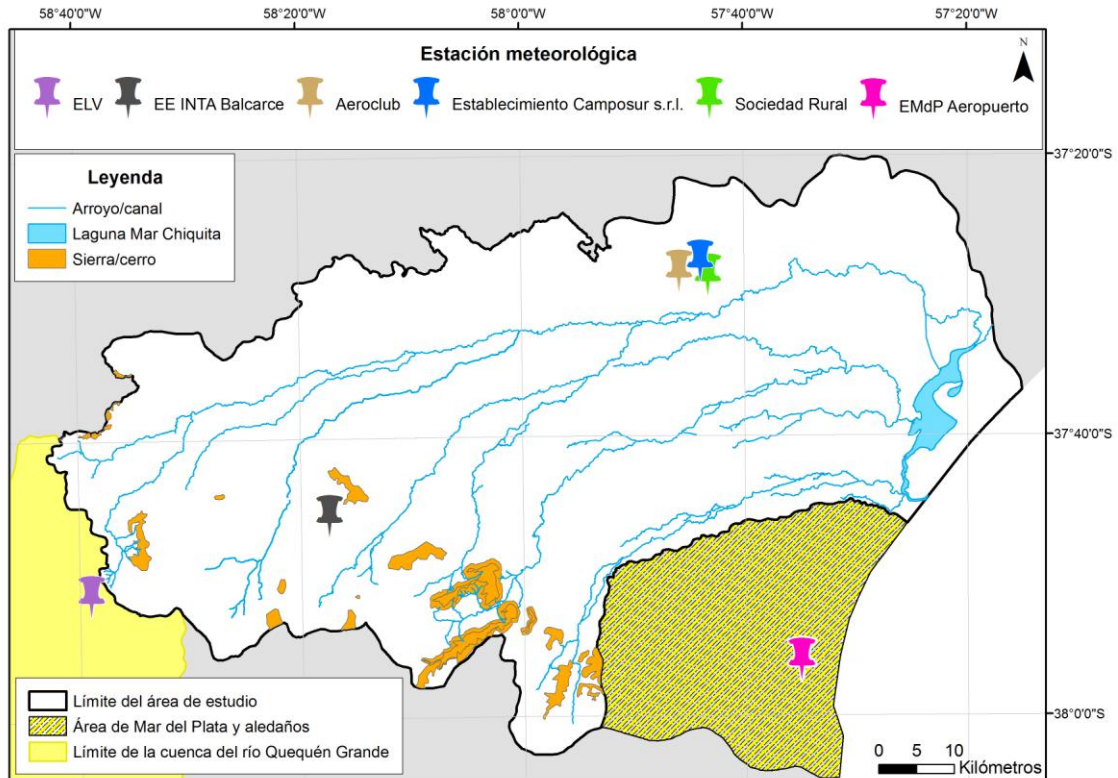 58°40'0"W 58°20'0"W 58°0'0"W 57°40'0"W 57°20'0"W
Estación meteorológica
N
ELV EE INTA Balcarce Aeroclub Establecimiento Camposur s.r.l. Sociedad Rural EMdP Aeropuerto
37°20'0"S
Leyenda
Arroyo/canal
Laguna Mar Chiquita
Sierra/cerro
37°40'0"S
Límite del área de estudio
Área de Mar del Plata y aledaños
Límite de la cuenca del río Quequén Grande
38°0'0"S
0 5 10
Kilómetros